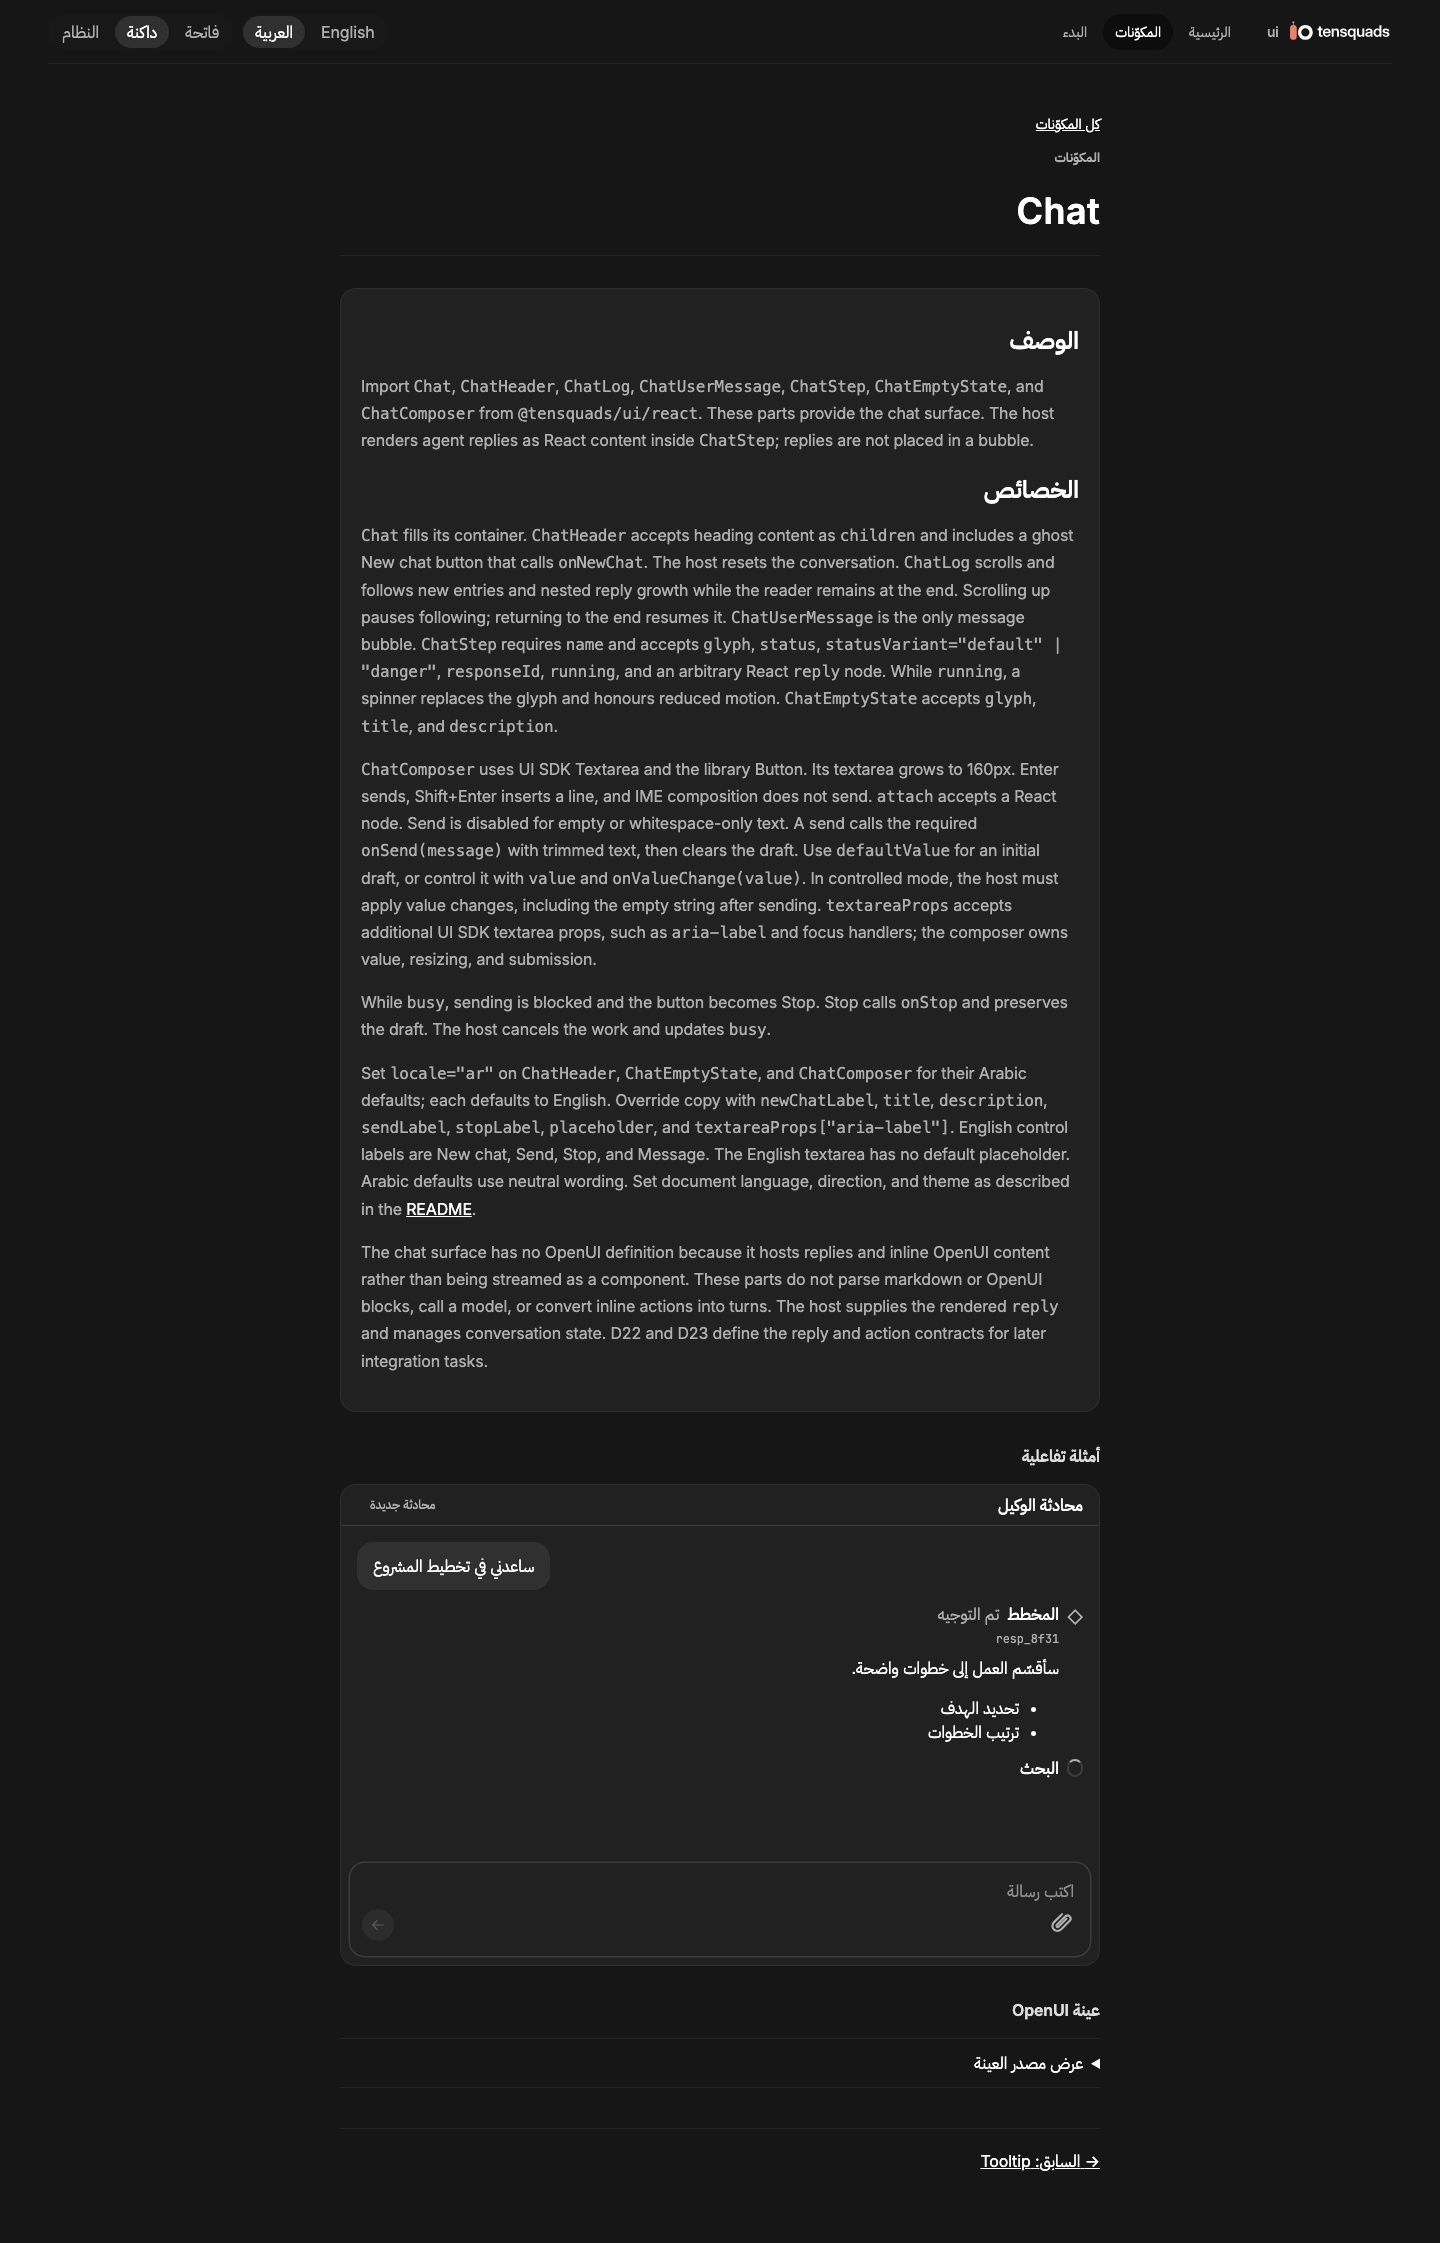 tensquads ui
الرئيسية
المكوّنات
البدء
English
العربية
فاتحة
داكنة
النظام
كل المكوّنات
المكوّنات
Chat
الوصف
Import Chat, ChatHeader, ChatLog, ChatUserMessage, ChatStep, ChatEmptyState, and
ChatComposer from @tensquads/ui/react. These parts provide the chat surface. The host
renders agent replies as React content inside ChatStep; replies are not placed in a bubble.
الخصائص
Chat fills its container. ChatHeader accepts heading content as children and includes a ghost
New chat button that calls onNewChat. The host resets the conversation. ChatLog scrolls and
follows new entries and nested reply growth while the reader remains at the end. Scrolling up
pauses following; returning to the end resumes it. ChatUserMessage is the only message
bubble. ChatStep requires name and accepts glyph, status, statusVariant="default" |
"danger", responseId, running, and an arbitrary React reply node. While running, a
spinner replaces the glyph and honours reduced motion. ChatEmptyState accepts glyph,
title, and description.
ChatComposer uses UI SDK Textarea and the library Button. Its textarea grows to 160px. Enter
sends, Shift+Enter inserts a line, and IME composition does not send. attach accepts a React
node. Send is disabled for empty or whitespace-only text. A send calls the required
onSend(message) with trimmed text, then clears the draft. Use defaultValue for an initial
draft, or control it with value and onValueChange(value). In controlled mode, the host must
apply value changes, including the empty string after sending. textareaProps accepts
additional UI SDK textarea props, such as aria-label and focus handlers; the composer owns
value, resizing, and submission.
While busy, sending is blocked and the button becomes Stop. Stop calls onStop and preserves
the draft. The host cancels the work and updates busy.
Set locale="ar" on ChatHeader, ChatEmptyState, and ChatComposer for their Arabic
defaults; each defaults to English. Override copy with newChatLabel, title, description,
sendLabel, stopLabel, placeholder, and textareaProps["aria-label"]. English control
labels are New chat, Send, Stop, and Message. The English textarea has no default placeholder.
Arabic defaults use neutral wording. Set document language, direction, and theme as described
in the README.
The chat surface has no OpenUI definition because it hosts replies and inline OpenUI content
rather than being streamed as a component. These parts do not parse markdown or OpenUI
blocks, call a model, or convert inline actions into turns. The host supplies the rendered reply
and manages conversation state. D22 and D23 define the reply and action contracts for later
integration tasks.
أمثلة تفاعلية
محادثة الوكيل
محادثة جديدة
ساعدني في تخطيط المشروع
المخطط تم التوجيه
resp_8f31
سأقسّم العمل إلى خطوات واضحة.
• تحديد الهدف
• ترتيب الخطوات
البحث
اكتب رسالة
عينة OpenUI
عرض مصدر العينة
→ السابق: Tooltip